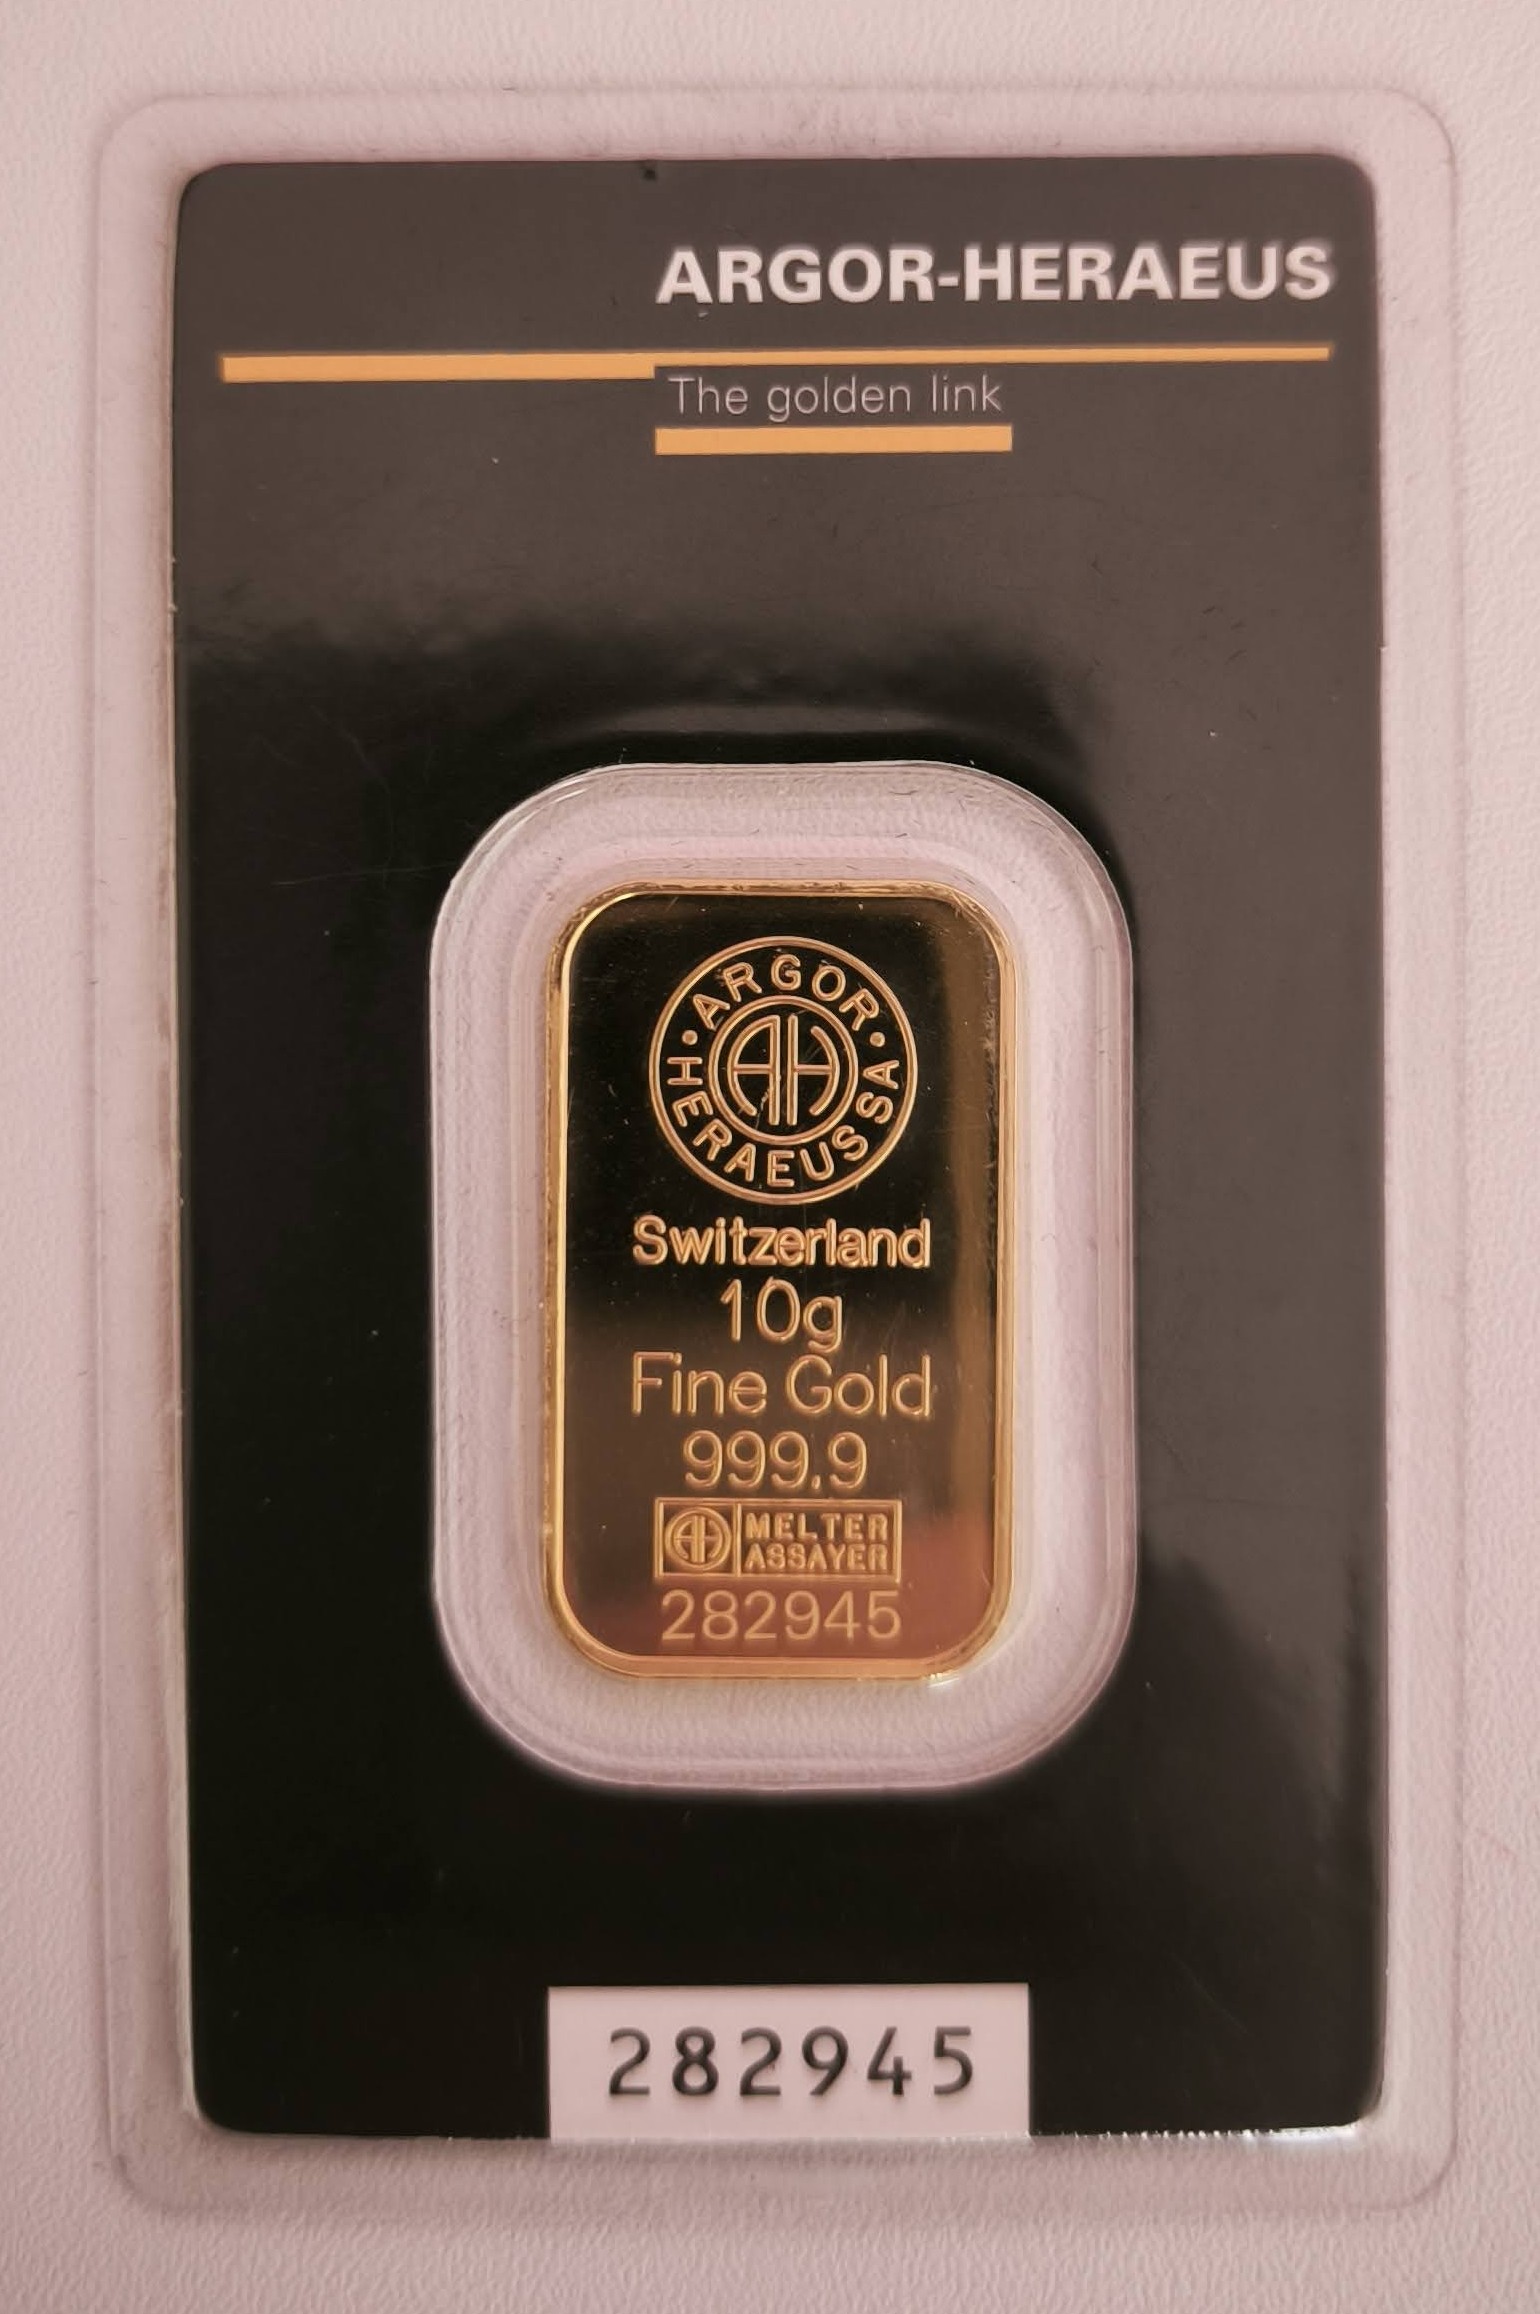 ARGOR-HERAEUS
The golden link
ARGOR
HERAEUS SA
AH
Switzerland
10g
Fine Gold
999.9
AH MELTER
ASSAYER
282945
282945